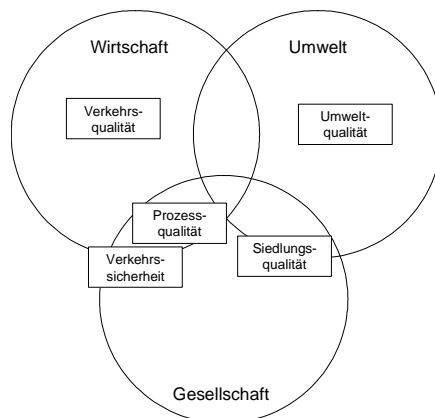 Wirtschaft
Umwelt
Verkehrs-
qualität
Umwelt-
qualität
Prozess-
qualität
Verkehrs-
sicherheit
Siedlungs-
qualität
Gesellschaft